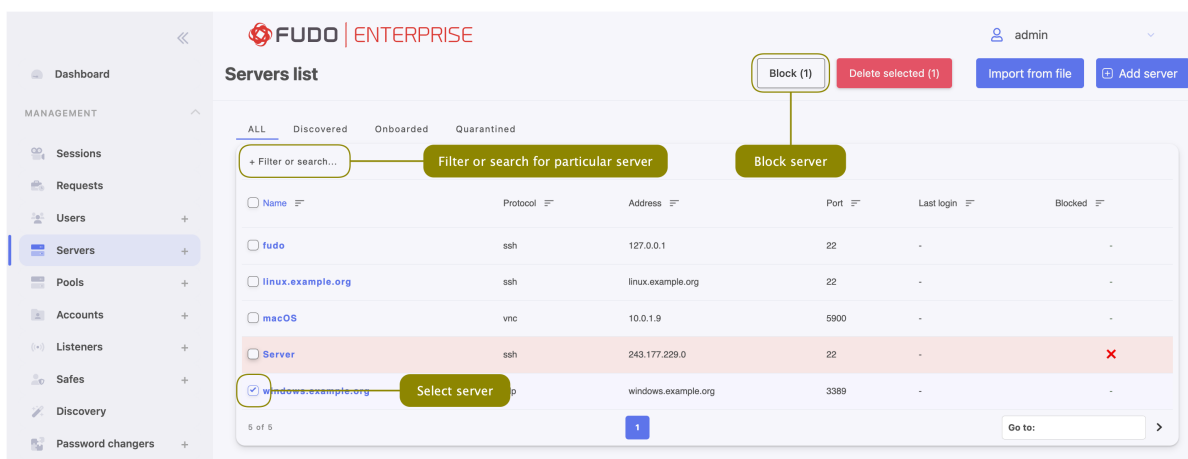 FUDO ENTERPRISE
admin
Dashboard
Servers list
Block (1)
Delete selected (1)
Import from file
Add server
MANAGEMENT
ALL Discovered Onboarded Quarantined
Sessions
+ Filter or search...
Filter or search for particular server
Block server
Requests
Name Protocol Address Port Last login Blocked
Users +
fudo ssh 127.0.0.1 22 - -
Servers +
linux.example.org ssh linux.example.org 22 - -
Pools +
macOS vnc 10.0.1.9 5900 - -
Accounts +
Listeners +
Server ssh 243.177.229.0 22 -
Safes +
windows.example.org
Select server
p windows.example.org 3389 - -
Discovery
5 of 5
1
Go to:
Password changers +